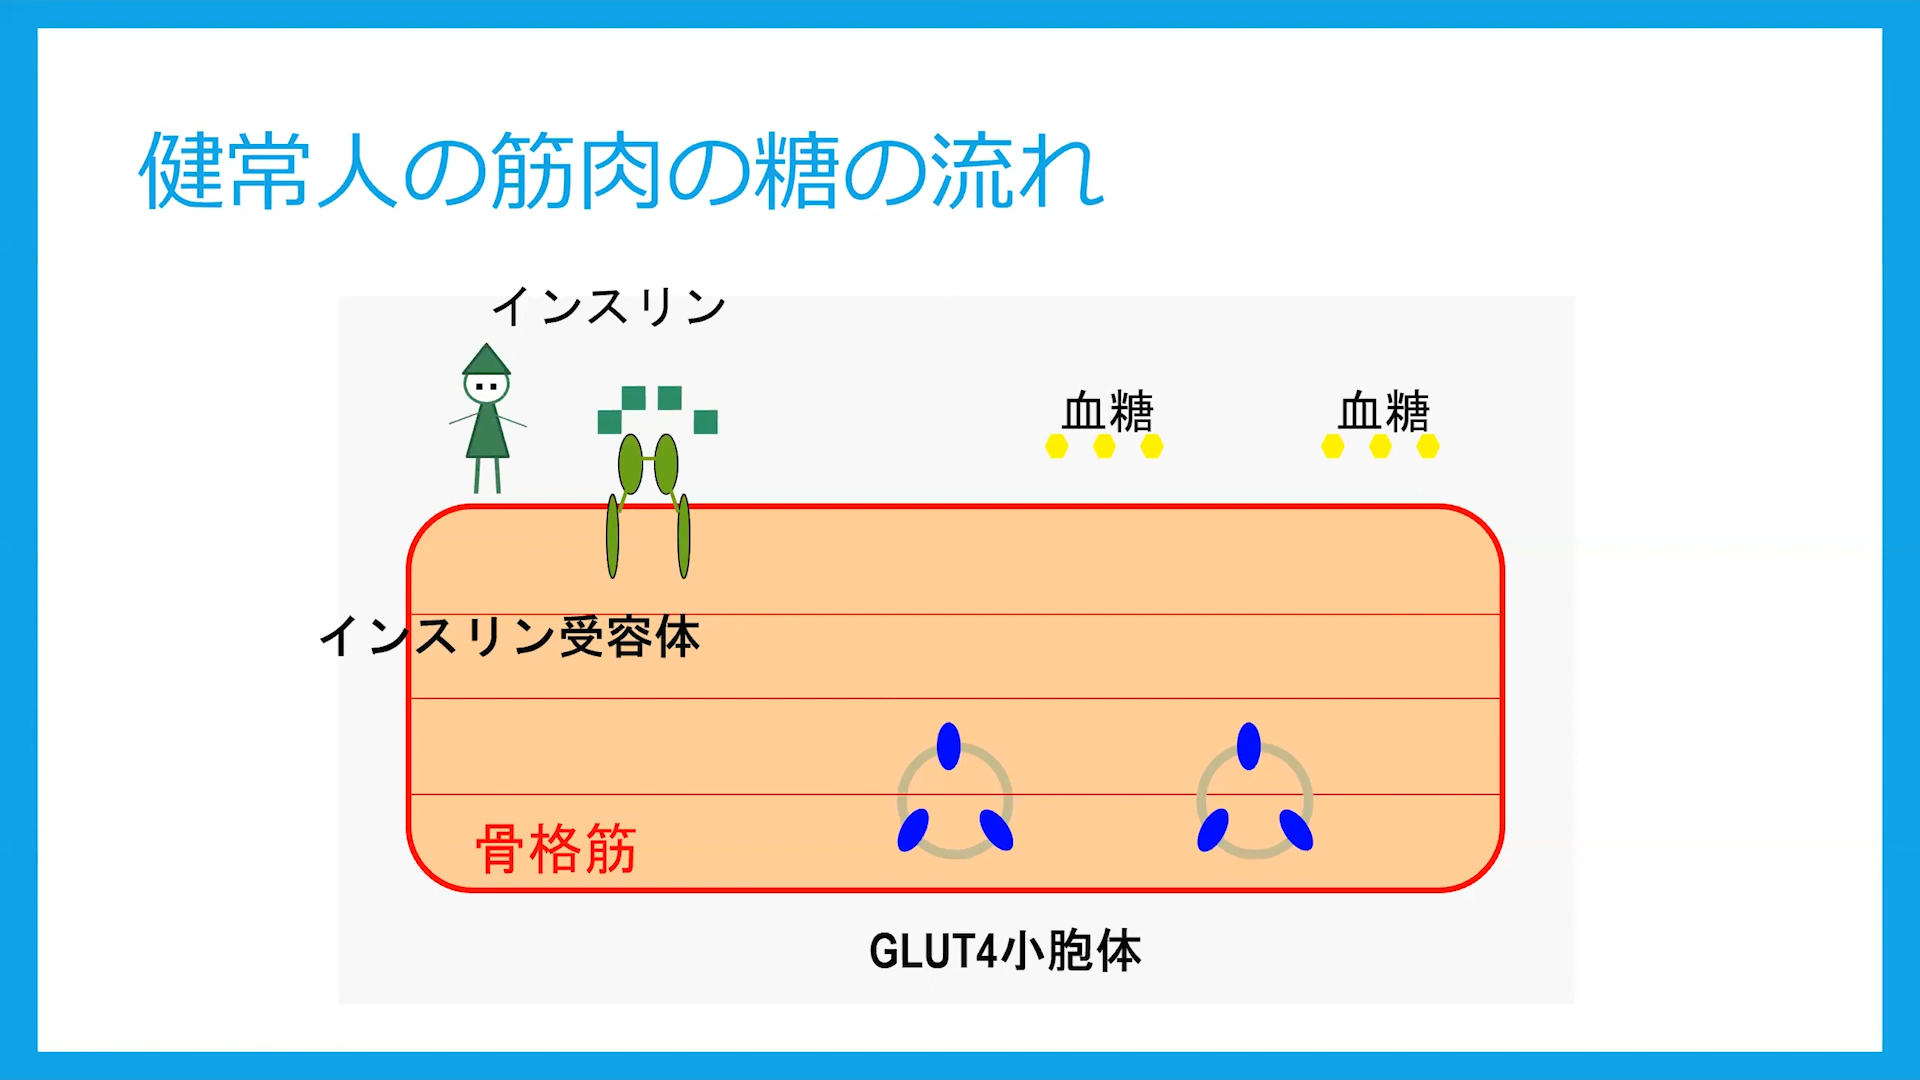 健常人の筋肉の糖の流れ
インスリン
血糖
血糖
インスリン受容体
骨格筋
GLUT4小胞体